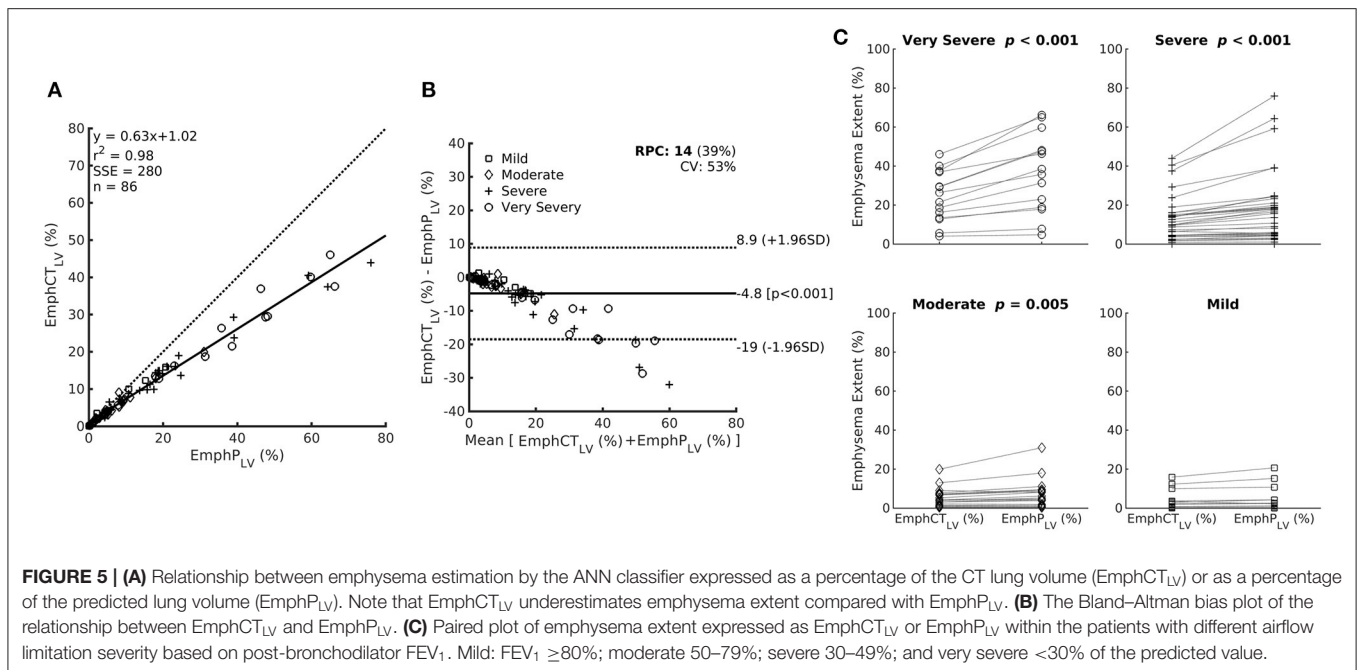 A
y = 0.63x+1.02
r² = 0.98
SSE = 280
n = 86
80
70
60
50
40
30
20
10
0
EmphCT_LV (%)
0 20 40 60 80
EmphP_LV (%)
B
40
30
20
10
0
-10
-20
-30
-40
EmphCT_LV (%) - EmphP_LV (%)
Mild
Moderate
Severe
Very Severy
RPC: 14 (39%)
CV: 53%
8.9 (+1.96SD)
-4.8 [p<0.001]
-19 (-1.96SD)
0 20 40 60 80
Mean [ EmphCT_LV (%)+EmphP_LV (%) ]
C
Very Severe p < 0.001
100
80
60
40
20
0
Emphysema Extent (%)
Severe p < 0.001
100
80
60
40
20
0
Moderate p = 0.005
100
80
60
40
20
0
Emphysema Extent (%)
EmphCT_LV (%) EmphP_LV (%)
Mild
100
80
60
40
20
0
EmphCT_LV (%) EmphP_LV (%)
FIGURE 5 | (A) Relationship between emphysema estimation by the ANN classifier expressed as a percentage of the CT lung volume (EmphCT_LV) or as a percentage
of the predicted lung volume (EmphP_LV). Note that EmphCT_LV underestimates emphysema extent compared with EmphP_LV. (B) The Bland–Altman bias plot of the
relationship between EmphCT_LV and EmphP_LV. (C) Paired plot of emphysema extent expressed as EmphCT_LV or EmphP_LV within the patients with different airflow
limitation severity based on post-bronchodilator FEV₁. Mild: FEV₁ ≥80%; moderate 50–79%; severe 30–49%; and very severe <30% of the predicted value.